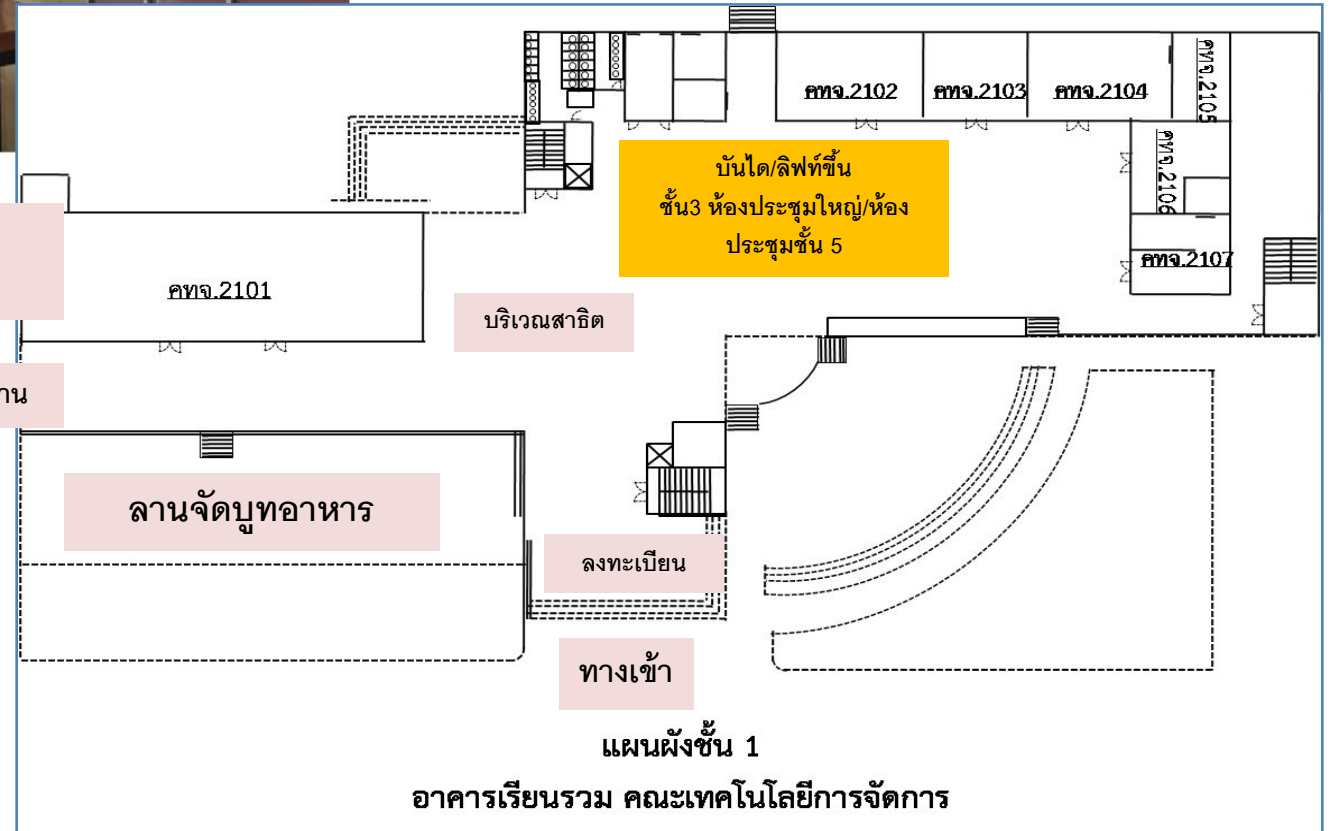 คทจ.2102
คทจ.2103
คทจ.2104
คทจ.2105
คทจ.2106
คทจ.2107
บันได/ลิฟท์ขึ้น
ชั้น3 ห้องประชุมใหญ่/ห้อง
ประชุมชั้น 5
คทจ.2101
บริเวณสาธิต
าน
ลานจัดบูทอาหาร
ลงทะเบียน
ทางเข้า
แผนผังชั้น 1
อาคารเรียนรวม คณะเทคโนโลยีการจัดการ